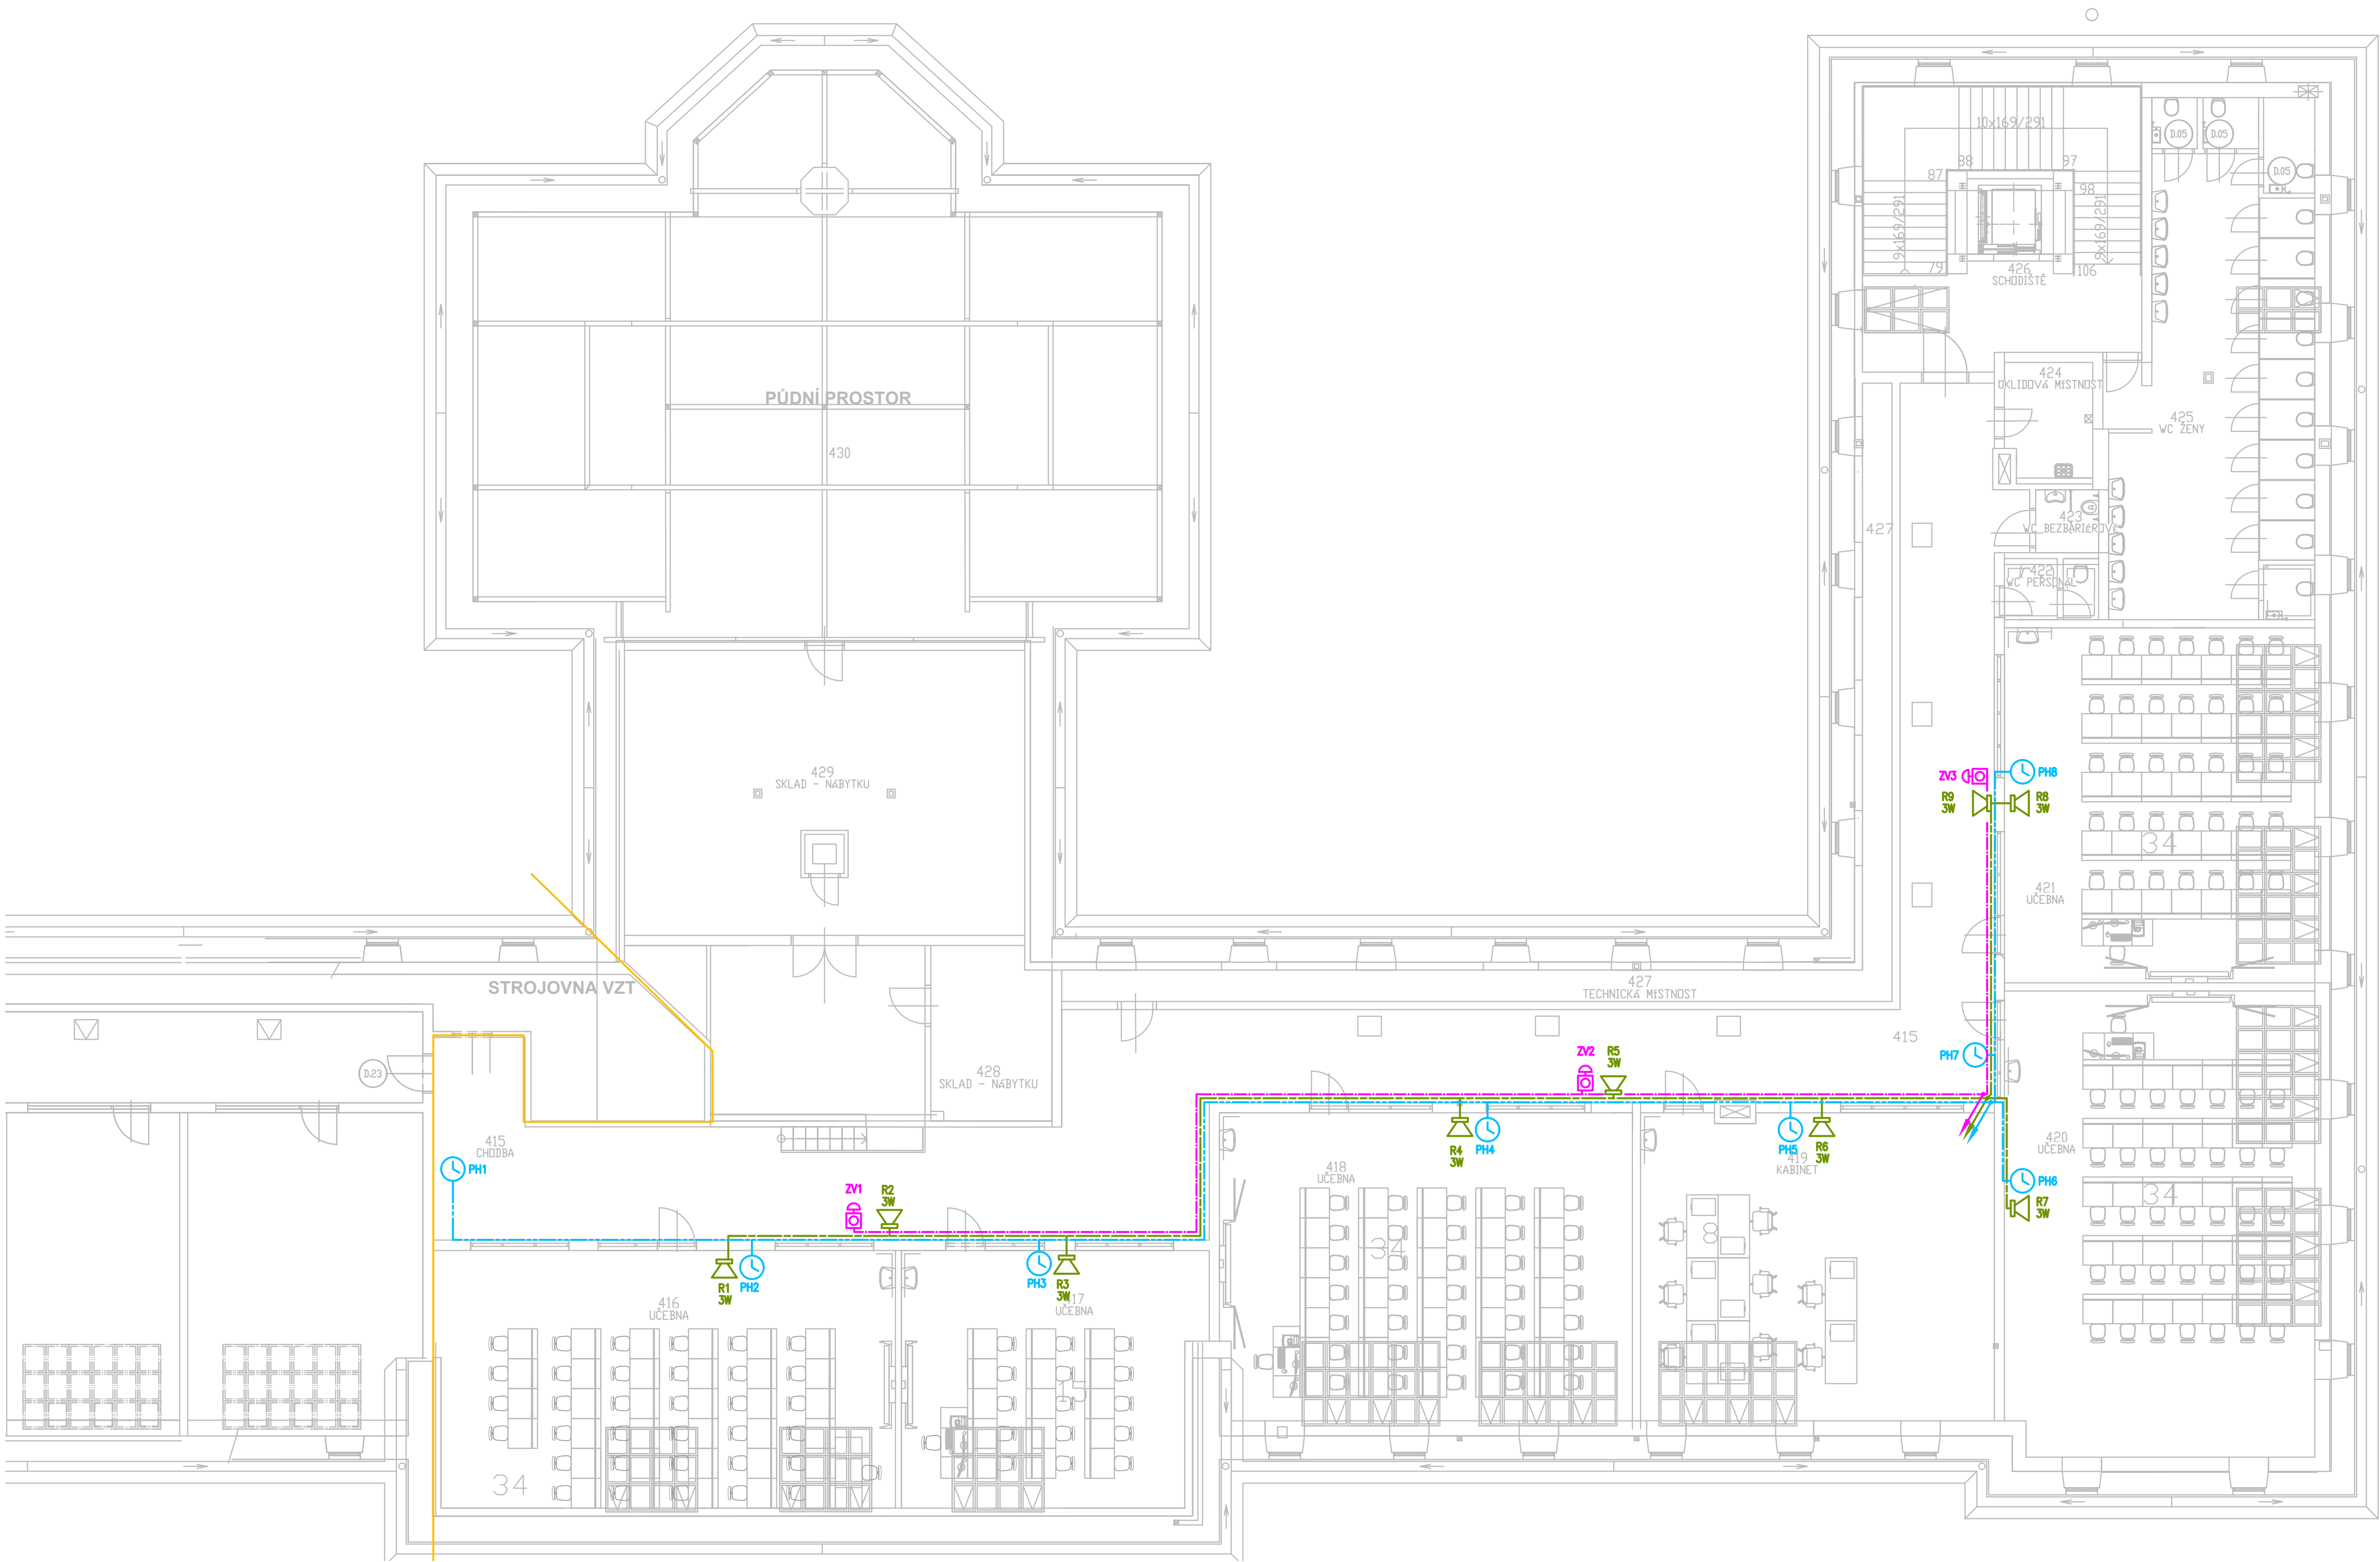 10x169/291
88
97
87
98
9x169/291
9x169/291
79
106
426
SCHODIŠTĚ
D.05
D.05
D.05
424
ÚKLIDOVÁ MÍSTNOST
425
WC ŽENY
PŮDNÍ PROSTOR
430
423
WC BEZBARIÉROVÉ
427
422
WC PERSONÁL
429
SKLAD - NÁBYTKU
ZV3
PH8
R9
3W
R8
3W
34
421
UČEBNA
STROJOVNA VZT
427
TECHNICKÁ MÍSTNOST
415
D.23
428
SKLAD - NÁBYTKU
ZV2
R5
3W
PH7
415
CHODBA
PH1
R4
3W
PH4
PH5
R6
3W
420
UČEBNA
418
UČEBNA
419
KABINET
PH6
R7
3W
34
ZV1
R2
3W
34
8
R1
3W
PH2
PH3
R3
3W
416
UČEBNA
417
UČEBNA
15
34